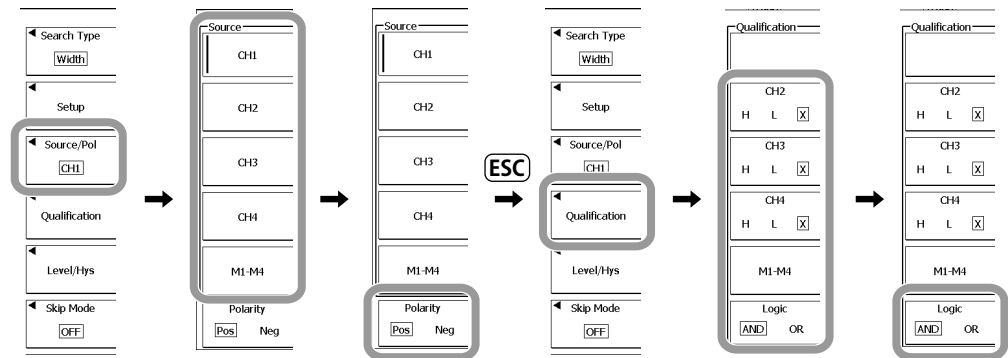 Search Type
Width
Setup
Source/Pol
CH1
Qualification
Level/Hys
Skip Mode
OFF
Source
CH1
CH2
CH3
CH4
M1-M4
Polarity
Pos Neg
Source
CH1
CH2
CH3
CH4
M1-M4
Polarity
Pos Neg
ESC
Search Type
Width
Setup
Source/Pol
CH1
Qualification
Level/Hys
Skip Mode
OFF
Qualification
CH2
H L X
CH3
H L X
CH4
H L X
M1-M4
Logic
AND OR
Qualification
CH2
H L X
CH3
H L X
CH4
H L X
M1-M4
Logic
AND OR